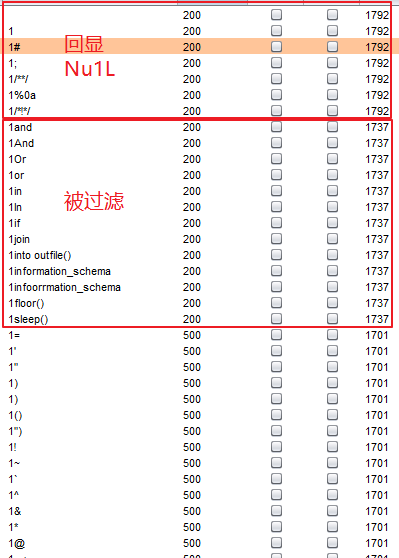 200 1792
1 200 1792
1# 200 1792
1; 200 1792
1/**/ 200 1792
1%0a 200 1792
1/*!*/ 200 1792
回显
Nu1L
1and 200 1737
1And 200 1737
1Or 200 1737
1or 200 1737
1in 200 1737
1In 200 1737
1if 200 1737
1join 200 1737
1into outfile() 200 1737
1information_schema 200 1737
1infoorrmation_schema 200 1737
1floor() 200 1737
1sleep() 200 1737
被过滤
1= 500 1701
1' 500 1701
1" 500 1701
1) 500 1701
1) 500 1701
1() 500 1701
1") 500 1701
1! 500 1701
1~ 500 1701
1` 500 1701
1^ 500 1701
1& 500 1701
1* 500 1701
1@ 500 1701